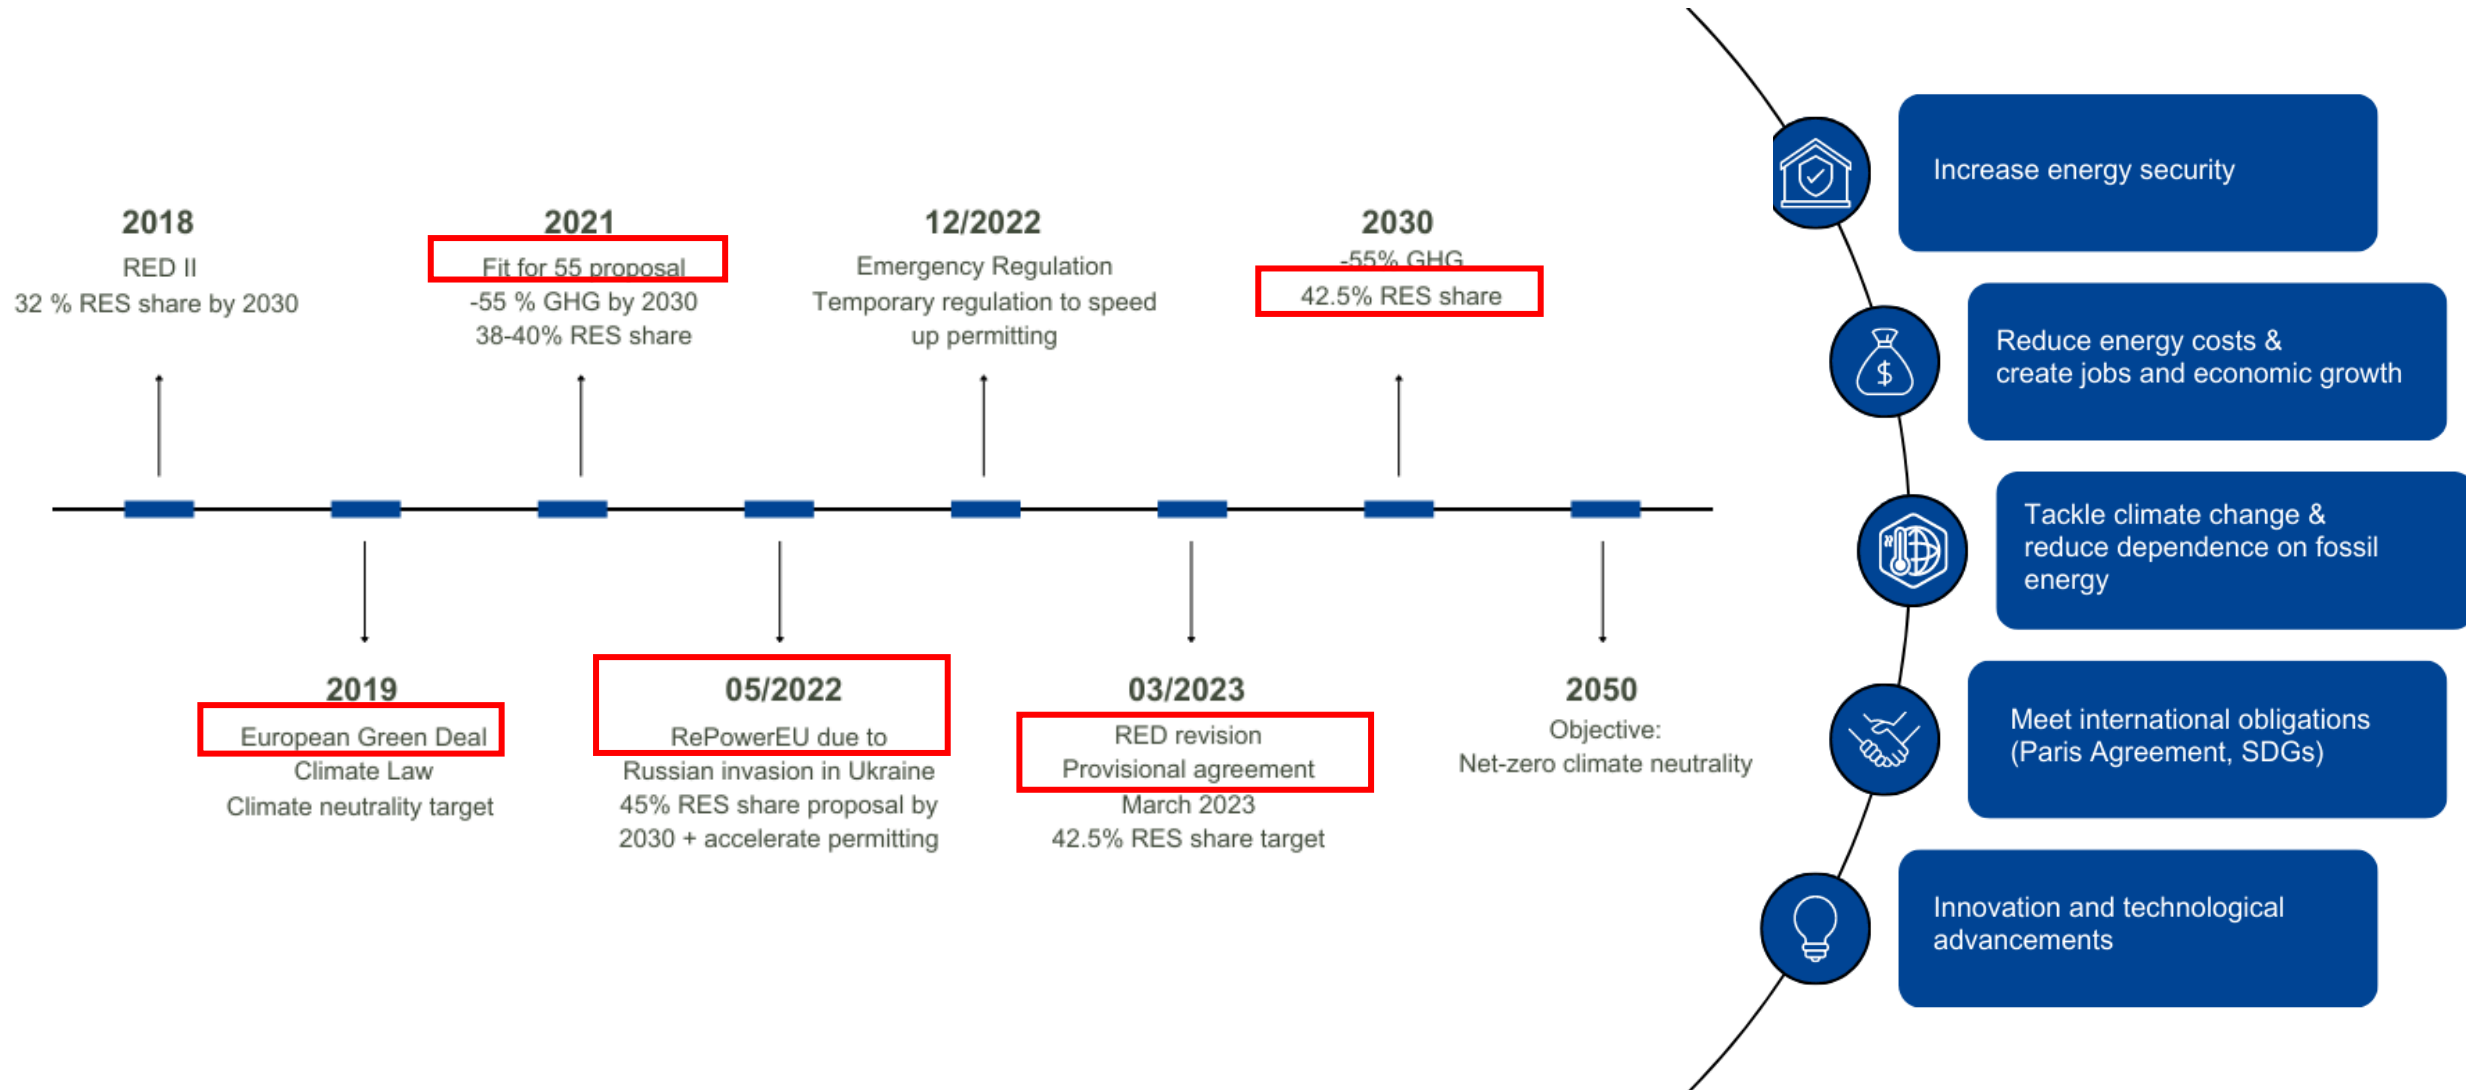 2018
RED II
32 % RES share by 2030
2021
Fit for 55 proposal
-55 % GHG by 2030
38-40% RES share
12/2022
Emergency Regulation
Temporary regulation to speed
up permitting
2030
-55% GHG
42.5% RES share
2019
European Green Deal
Climate Law
Climate neutrality target
05/2022
RePowerEU due to
Russian invasion in Ukraine
45% RES share proposal by
2030 + accelerate permitting
03/2023
RED revision
Provisional agreement
March 2023
42.5% RES share target
2050
Objective:
Net-zero climate neutrality
Increase energy security
$
Reduce energy costs &
create jobs and economic growth
Tackle climate change &
reduce dependence on fossil
energy
Meet international obligations
(Paris Agreement, SDGs)
Innovation and technological
advancements